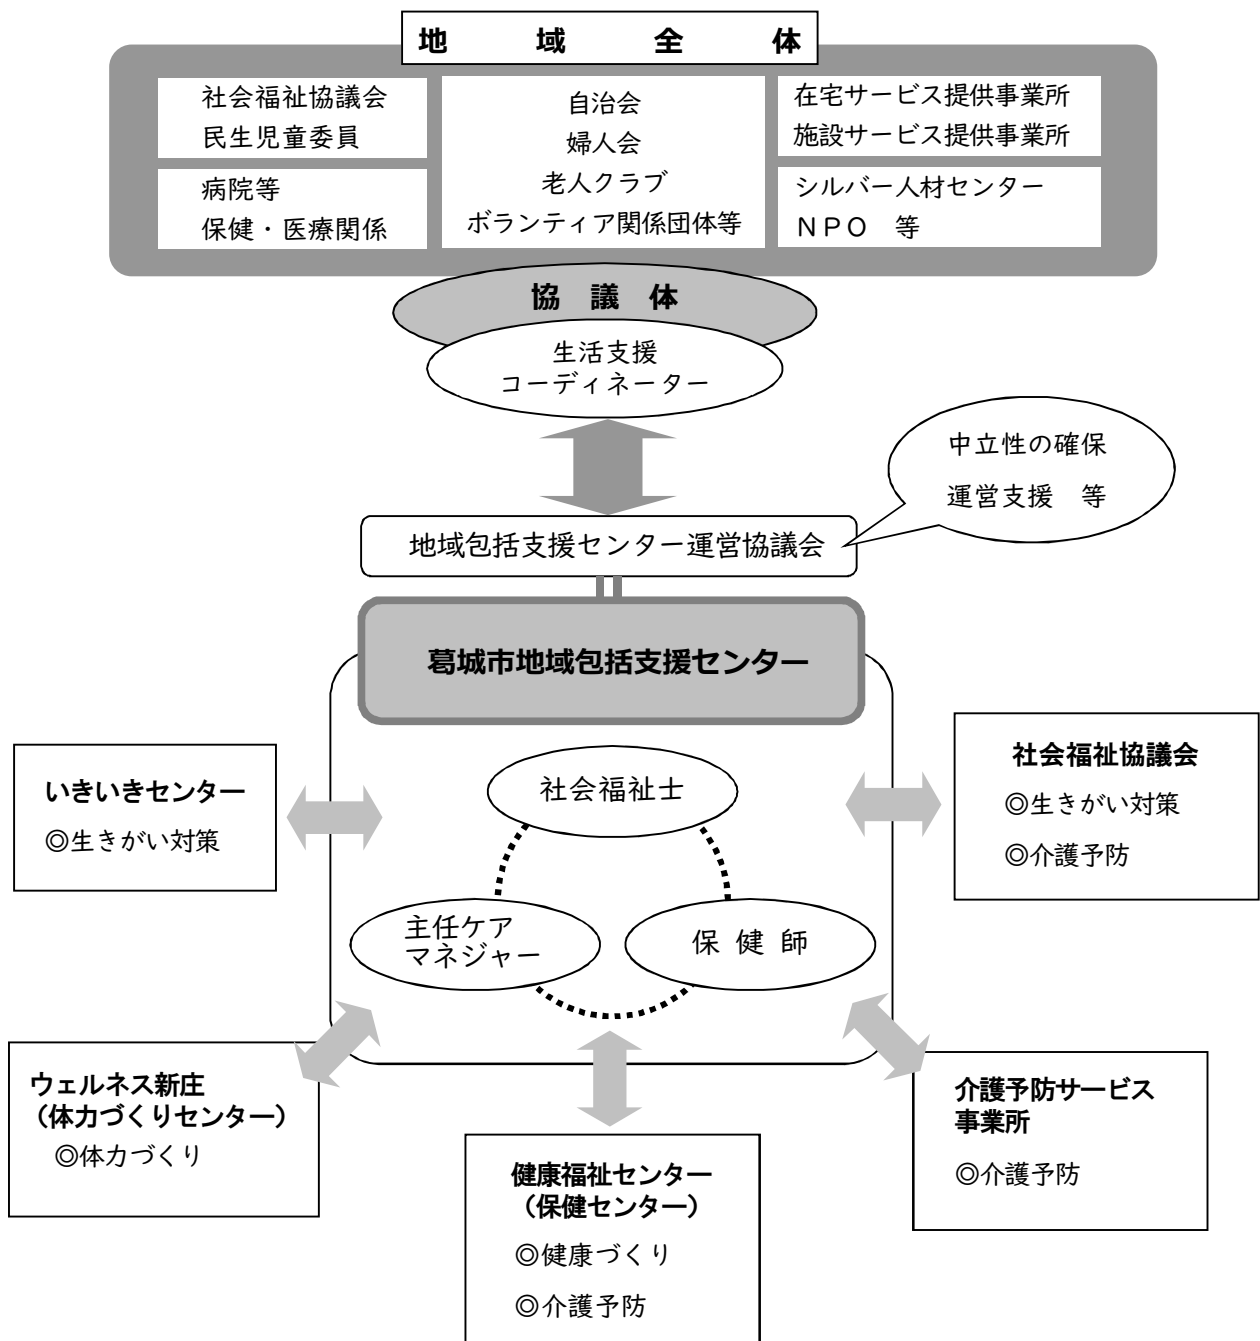 地 域 全 体
社会福祉協議会
民生児童委員
病院等
保健・医療関係
自治会
婦人会
老人クラブ
ボランティア関係団体等
在宅サービス提供事業所
施設サービス提供事業所
シルバー人材センター
ＮＰＯ 等
協 議 体
生活支援
コーディネーター
中立性の確保
運営支援 等
地域包括支援センター運営協議会
葛城市地域包括支援センター
いきいきセンター
◎生きがい対策
社会福祉士
主任ケア
マネジャー
保 健 師
社会福祉協議会
◎生きがい対策
◎介護予防
ウェルネス新庄
（体力づくりセンター）
◎体力づくり
健康福祉センター
（保健センター）
◎健康づくり
◎介護予防
介護予防サービス
事業所
◎介護予防